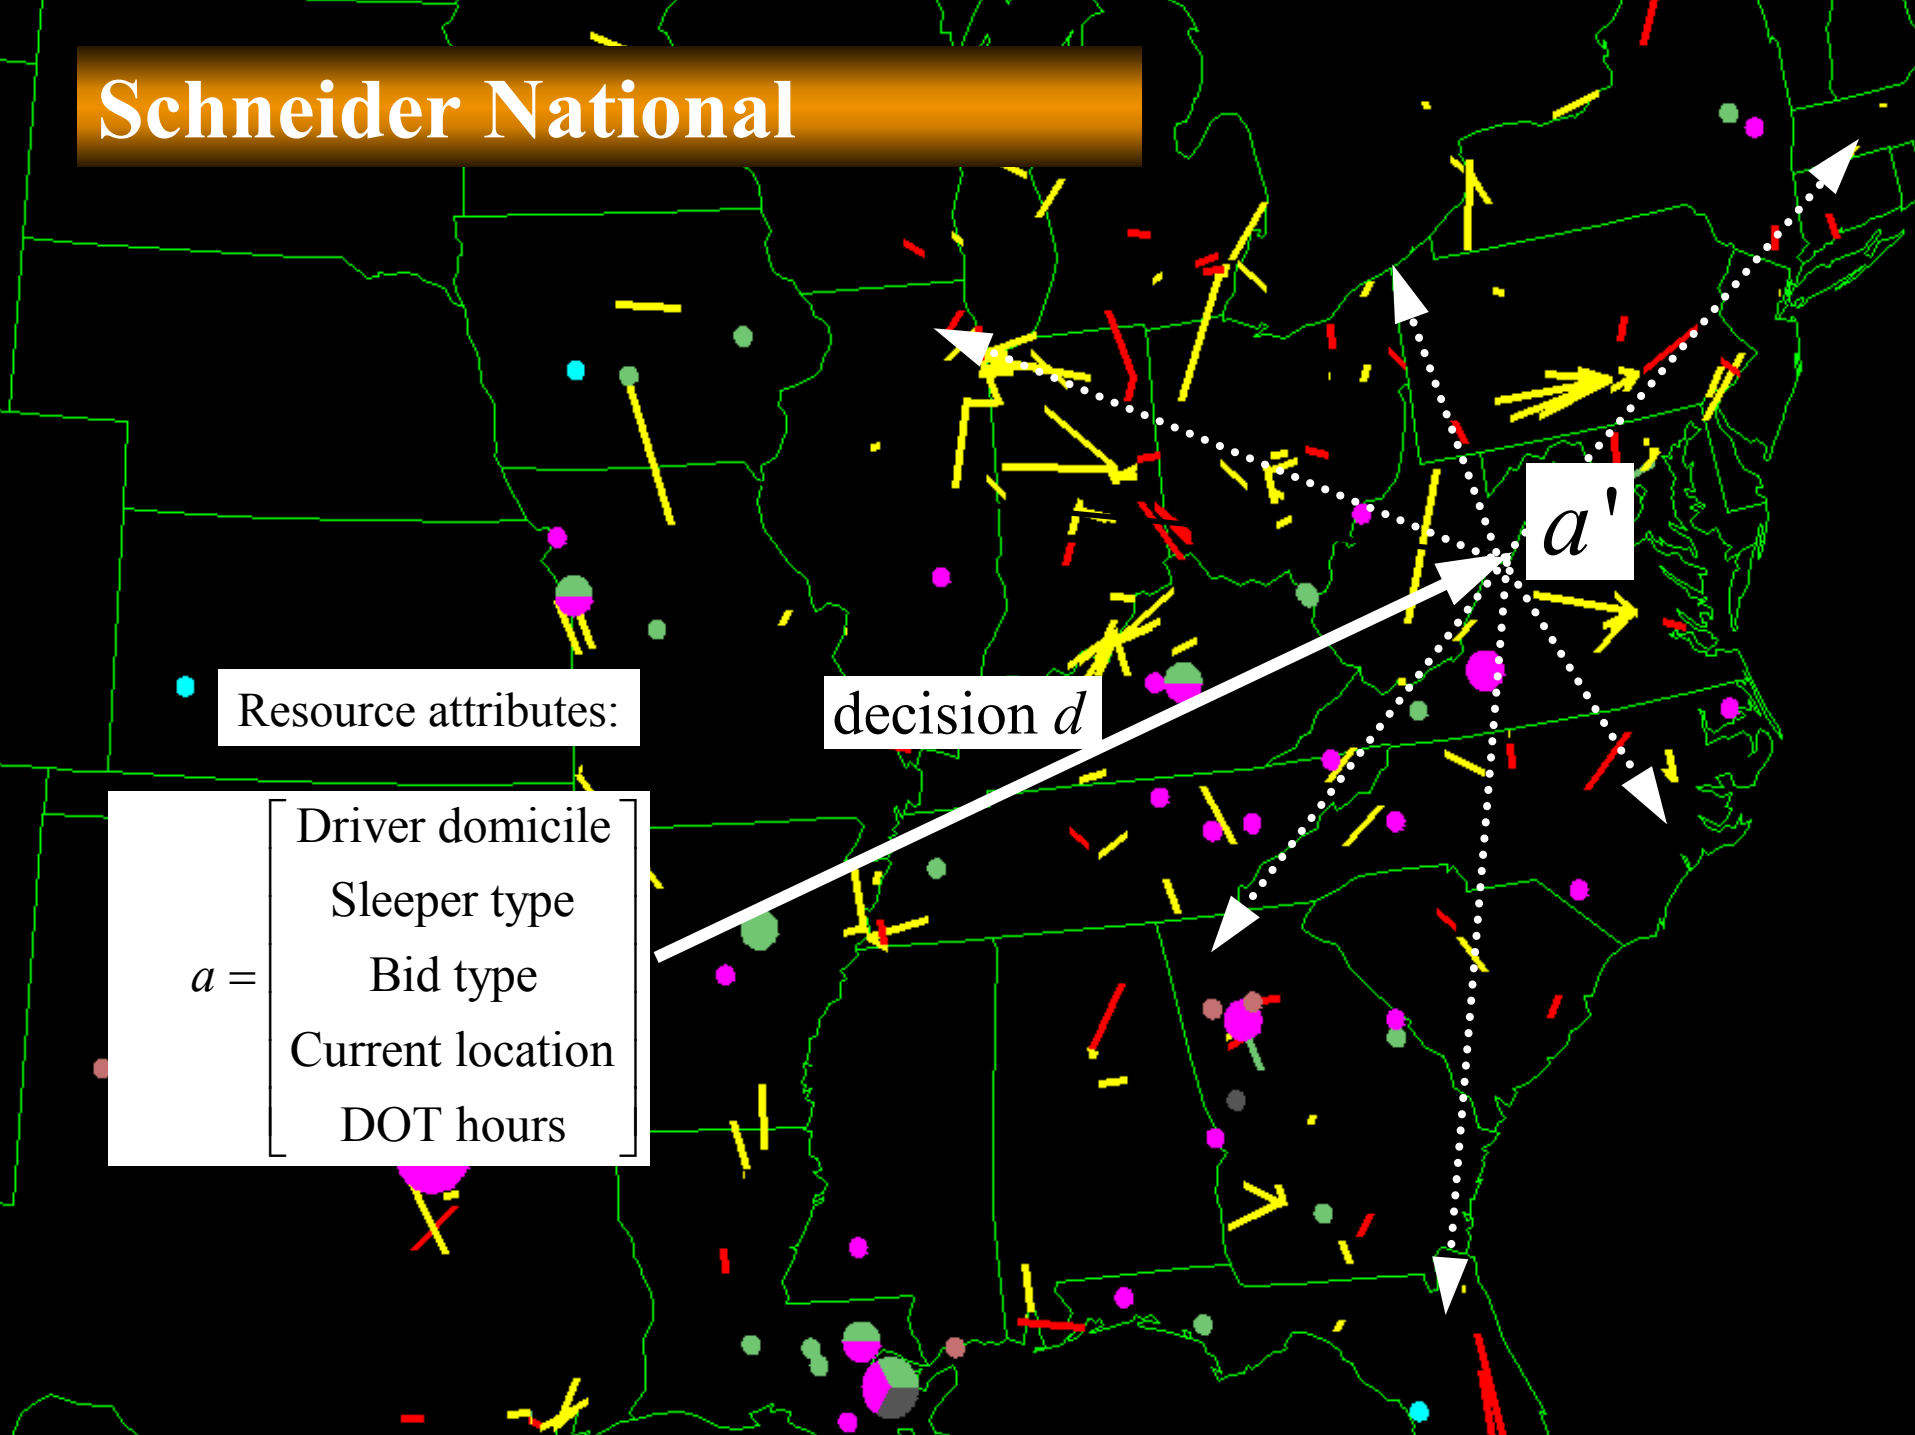 Schneider National
a'
Resource attributes:
decision d
Driver domicile
Sleeper type
a = Bid type
Current location
DOT hours